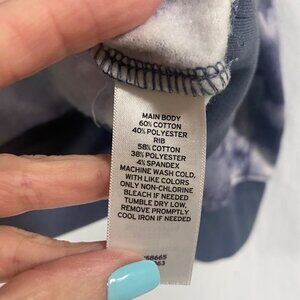 MAIN BODY
60% COTTON
40% POLYESTER
RIB
58% COTTON
38% POLYESTER
4% SPANDEX
MACHINE WASH COLD,
WITH LIKE COLORS
ONLY NON-CHLORINE
BLEACH IF NEEDED
TUMBLE DRY LOW,
REMOVE PROMPTLY
COOL IRON IF NEEDED